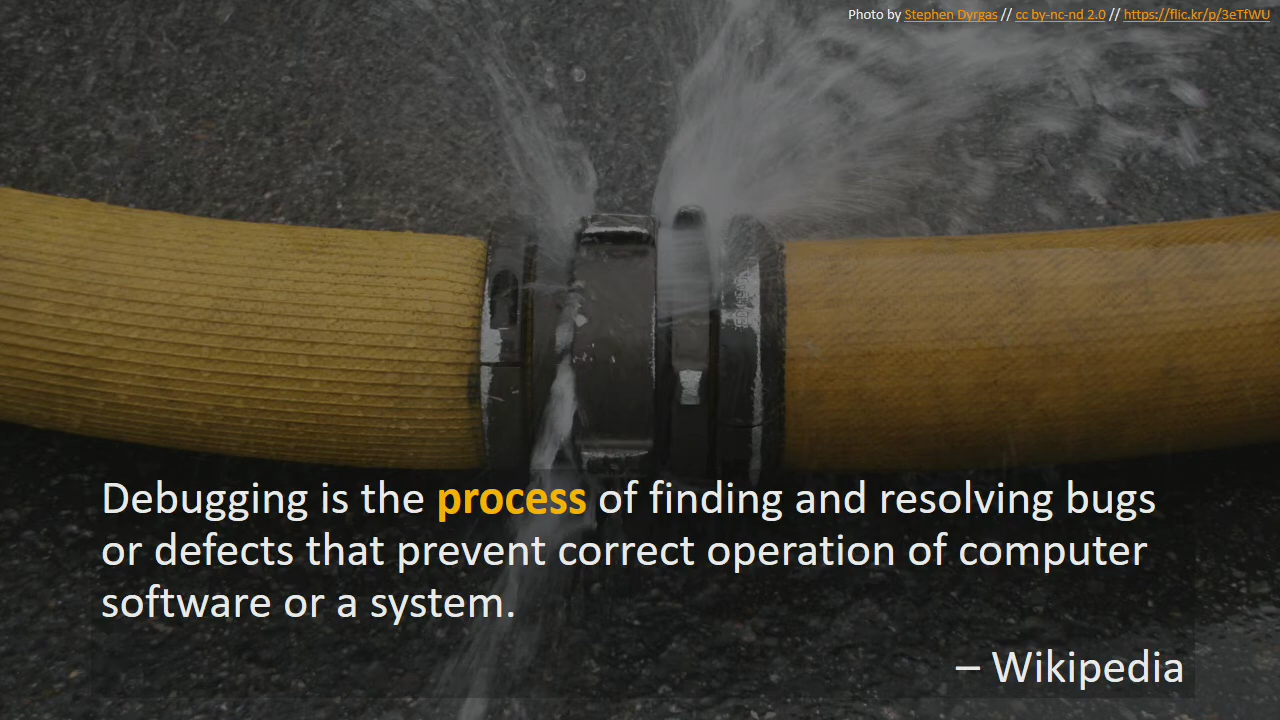 Photo by Stephen Dyrgas // cc by-nc-nd 2.0 // https://flic.kr/p/3eTfWU
Debugging is the process of finding and resolving bugs
or defects that prevent correct operation of computer
software or a system.
– Wikipedia